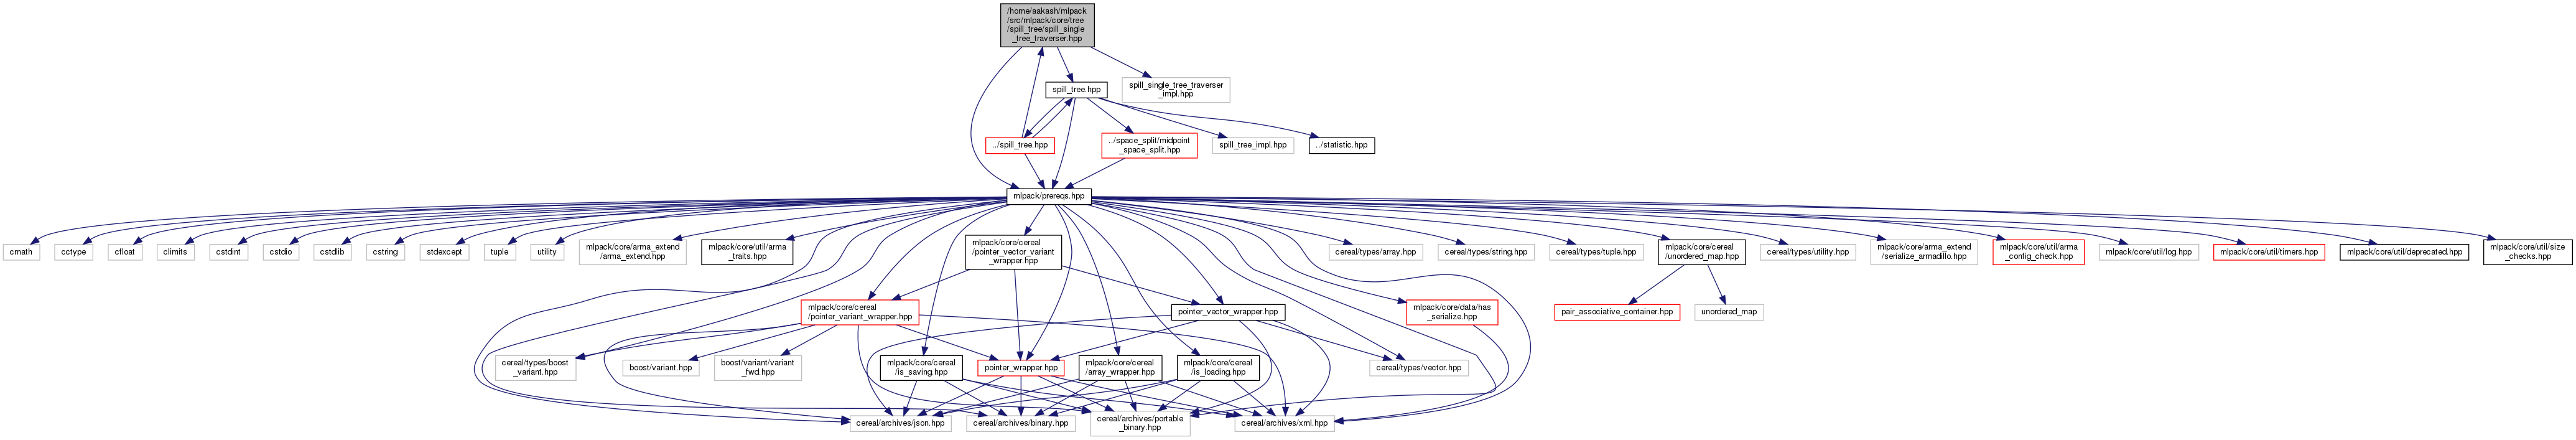 /home/aakash/mlpack
/src/mlpack/core/tree
/spill_tree/spill_single
_tree_traverser.hpp
spill_tree.hpp
spill_single_tree_traverser
_impl.hpp
../spill_tree.hpp
../space_split/midpoint
_space_split.hpp
spill_tree_impl.hpp
../statistic.hpp
mlpack/prereqs.hpp
cmath
cctype
cfloat
climits
cstdint
cstdio
cstdlib
cstring
stdexcept
tuple
utility
mlpack/core/arma_extend
/arma_extend.hpp
mlpack/core/util/arma
_traits.hpp
mlpack/core/cereal
/pointer_vector_variant
_wrapper.hpp
cereal/types/array.hpp
cereal/types/string.hpp
cereal/types/tuple.hpp
mlpack/core/cereal
/unordered_map.hpp
cereal/types/utility.hpp
mlpack/core/arma_extend
/serialize_armadillo.hpp
mlpack/core/util/arma
_config_check.hpp
mlpack/core/util/log.hpp
mlpack/core/util/timers.hpp
mlpack/core/util/deprecated.hpp
mlpack/core/util/size
_checks.hpp
mlpack/core/cereal
/pointer_variant_wrapper.hpp
pointer_vector_wrapper.hpp
mlpack/core/data/has
_serialize.hpp
pair_associative_container.hpp
unordered_map
cereal/types/boost
_variant.hpp
boost/variant.hpp
boost/variant/variant
_fwd.hpp
mlpack/core/cereal
/is_saving.hpp
pointer_wrapper.hpp
mlpack/core/cereal
/array_wrapper.hpp
mlpack/core/cereal
/is_loading.hpp
cereal/types/vector.hpp
cereal/archives/json.hpp
cereal/archives/binary.hpp
cereal/archives/portable
_binary.hpp
cereal/archives/xml.hpp